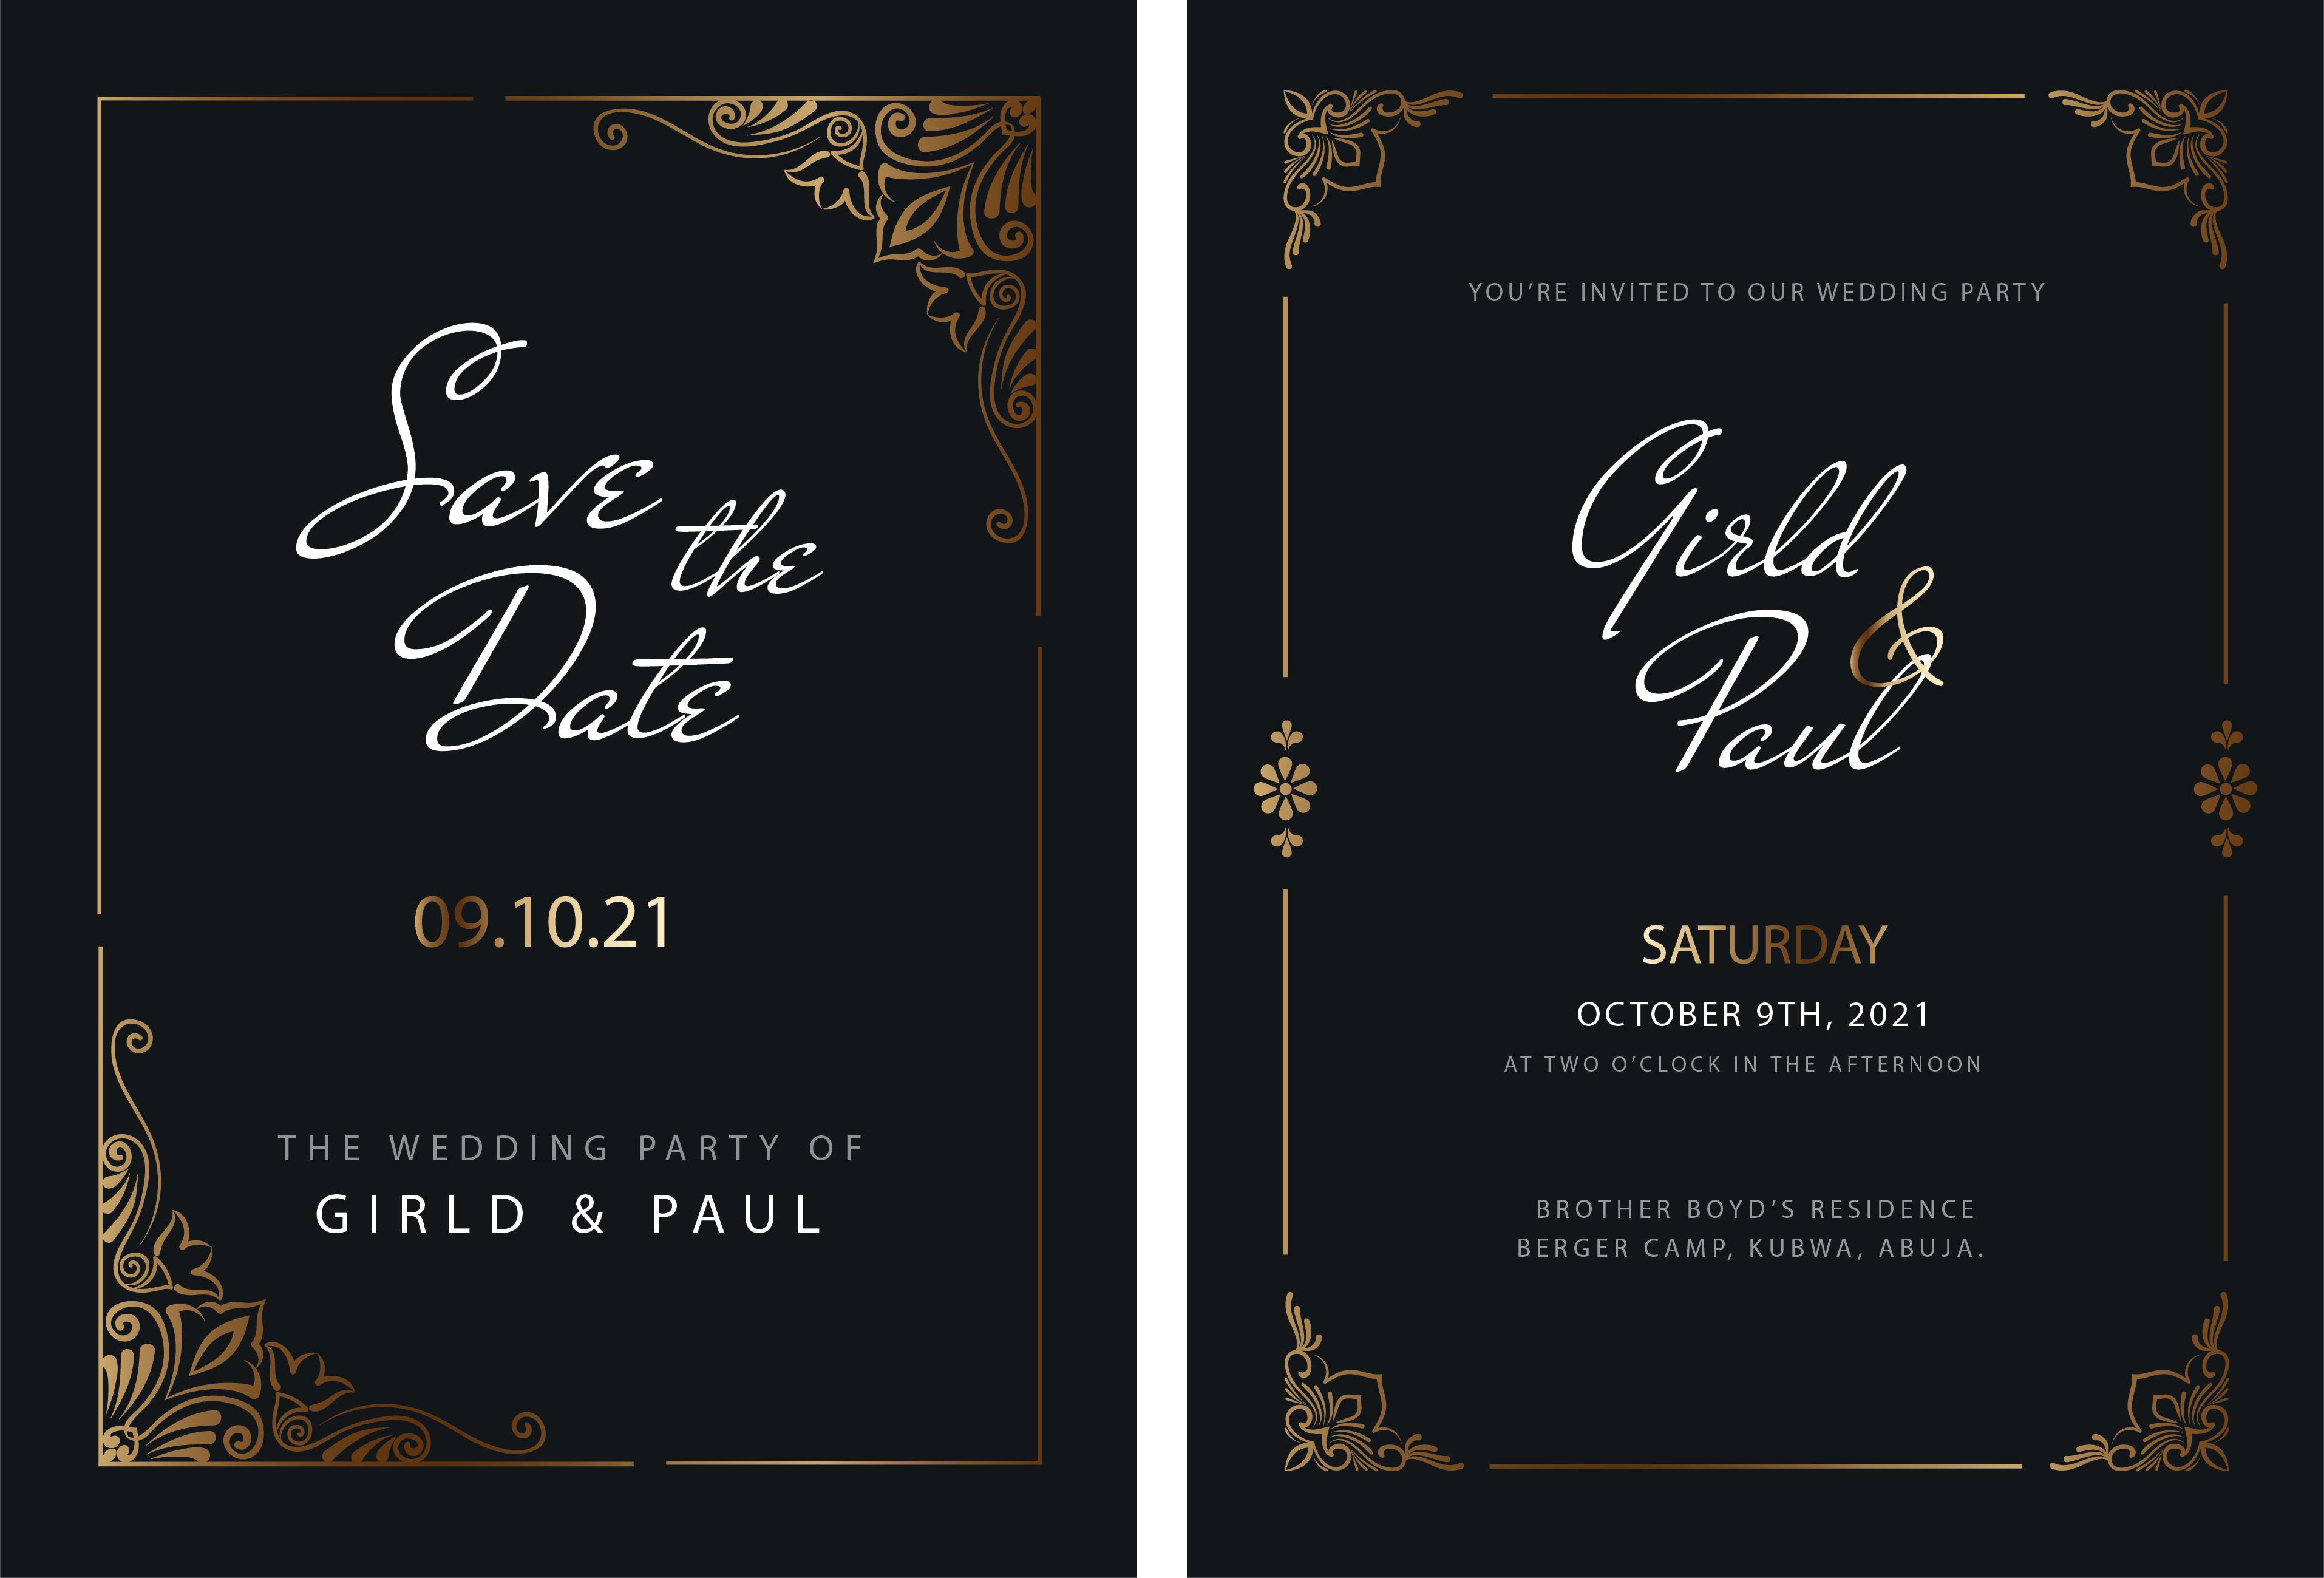 Save the
Date
09.10.21
THE WEDDING PARTY OF
GIRLD & PAUL
YOU'RE INVITED TO OUR WEDDING PARTY
Girld
&
Paul
SATURDAY
OCTOBER 9TH, 2021
AT TWO O'CLOCK IN THE AFTERNOON
BROTHER BOYD'S RESIDENCE
BERGER CAMP, KUBWA, ABUJA.